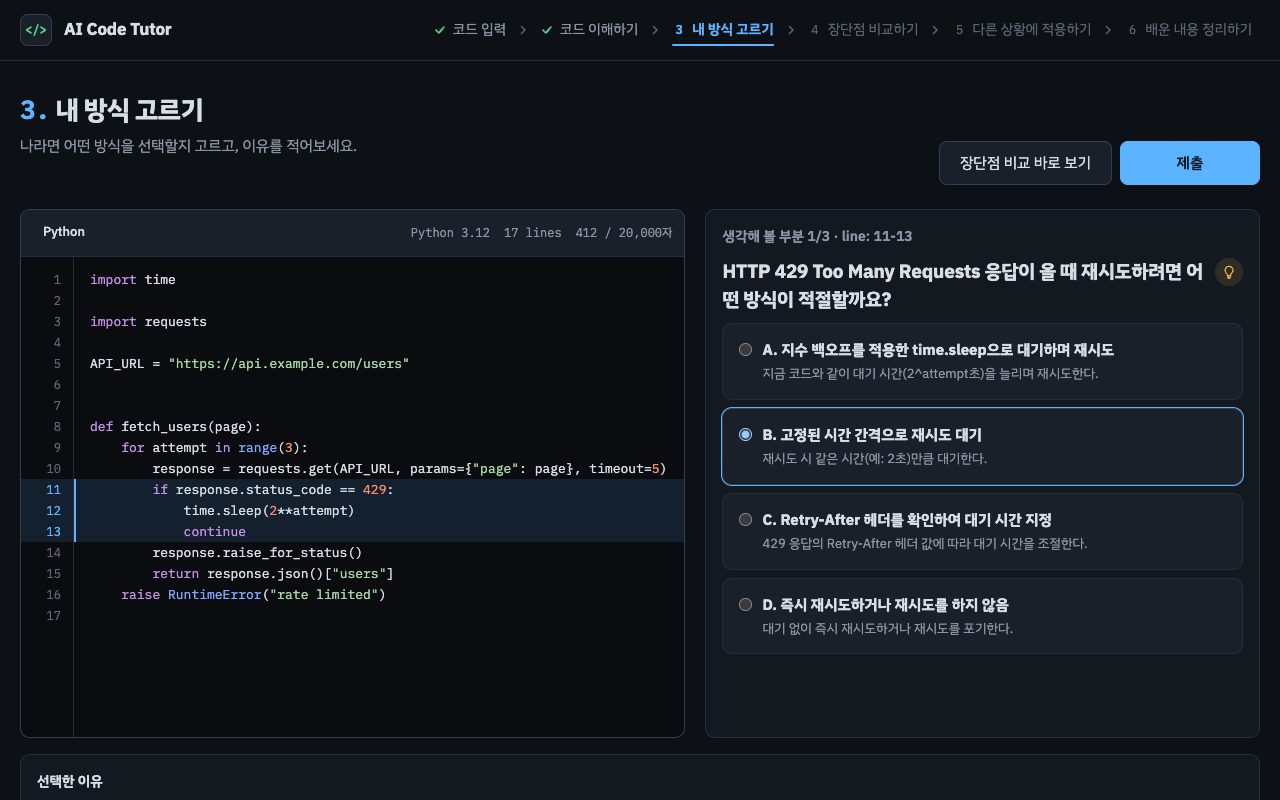 </> AI Code Tutor
코드 입력 > 코드 이해하기 > 3 내 방식 고르기 > 4 장단점 비교하기 > 5 다른 상황에 적용하기 > 6 배운 내용 정리하기
3. 내 방식 고르기
나라면 어떤 방식을 선택할지 고르고, 이유를 적어보세요.
장단점 비교 바로 보기
제출
Python
Python 3.12 17 lines 412 / 20,000자
1 import time
2
3 import requests
4
5 API_URL = "https://api.example.com/users"
6
7
8 def fetch_users(page):
9 for attempt in range(3):
10 response = requests.get(API_URL, params={"page": page}, timeout=5)
11 if response.status_code == 429:
12 time.sleep(2**attempt)
13 continue
14 response.raise_for_status()
15 return response.json()["users"]
16 raise RuntimeError("rate limited")
17
생각해 볼 부분 1/3 · line: 11-13
HTTP 429 Too Many Requests 응답이 올 때 재시도하려면 어
떤 방식이 적절할까요?
A. 지수 백오프를 적용한 time.sleep으로 대기하며 재시도
지금 코드와 같이 대기 시간(2^attempt초)을 늘리며 재시도한다.
B. 고정된 시간 간격으로 재시도 대기
재시도 시 같은 시간(예: 2초)만큼 대기한다.
C. Retry-After 헤더를 확인하여 대기 시간 지정
429 응답의 Retry-After 헤더 값에 따라 대기 시간을 조절한다.
D. 즉시 재시도하거나 재시도를 하지 않음
대기 없이 즉시 재시도하거나 재시도를 포기한다.
선택한 이유